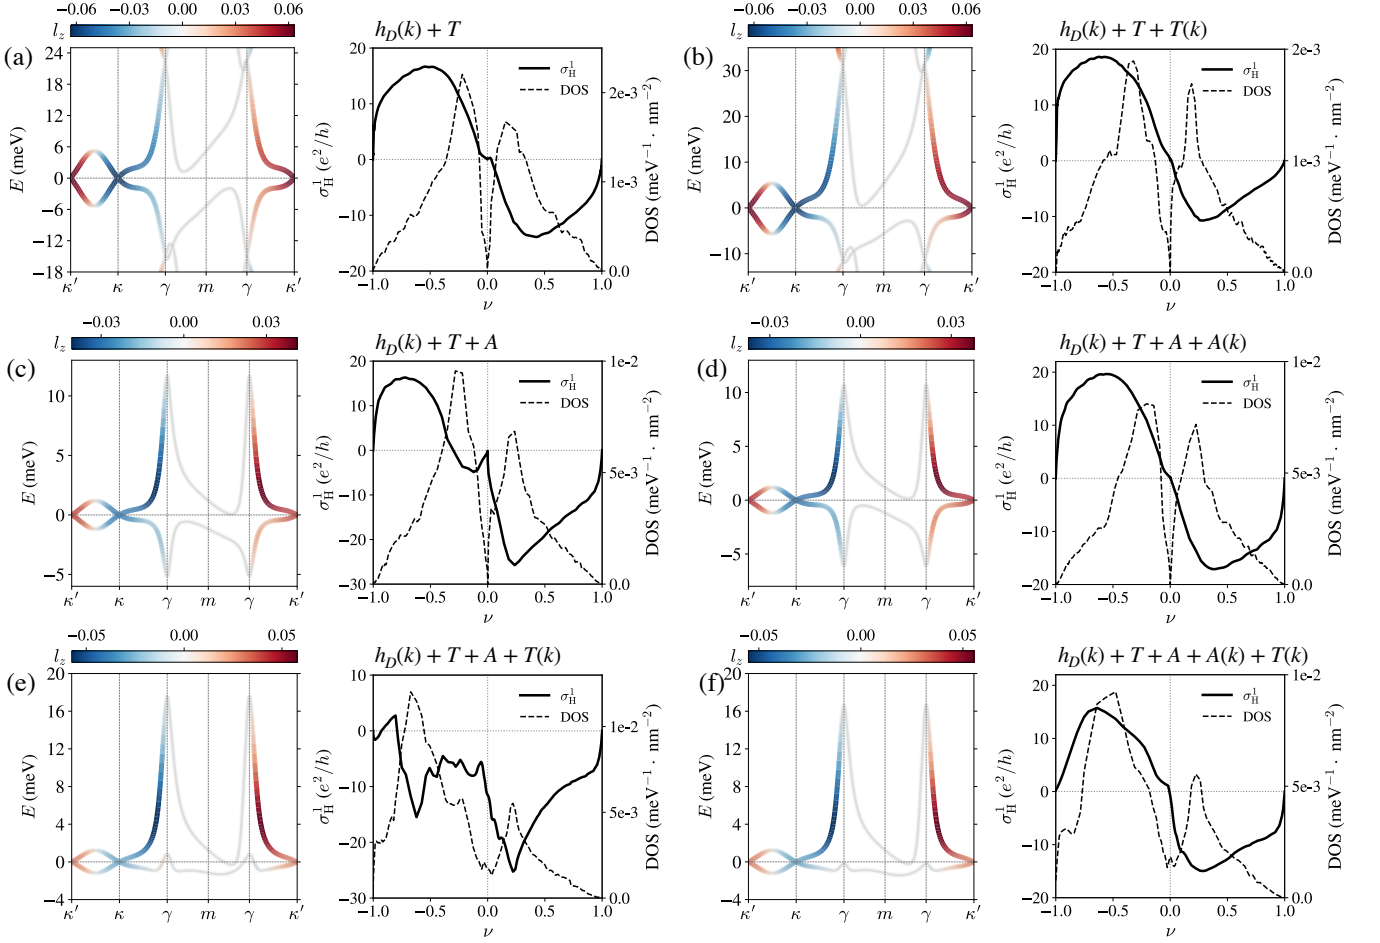 (a)
l_z
−0.06 −0.03 0.00 0.03 0.06
E (meV)
24
18
12
6
0
−6
−12
−18
κ′ κ γ m γ κ′
h_D(k) + T
σ_H^1
DOS
σ_H^1 (e²/h)
20
10
0
−10
−20
−1.0 −0.5 0.0 0.5 1.0
ν
DOS (meV⁻¹ · nm⁻²)
2e-3
1e-3
0.0
(b)
l_z
−0.06 −0.03 0.00 0.03 0.06
E (meV)
30
20
10
0
−10
κ′ κ γ m γ κ′
h_D(k) + T + T(k)
σ_H^1
DOS
σ_H^1 (e²/h)
20
10
0
−10
−20
−1.0 −0.5 0.0 0.5 1.0
ν
DOS (meV⁻¹ · nm⁻²)
2e-3
1e-3
0.0
(c)
l_z
−0.03 0.00 0.03
E (meV)
10
5
0
−5
κ′ κ γ m γ κ′
h_D(k) + T + A
σ_H^1
DOS
σ_H^1 (e²/h)
20
10
0
−10
−20
−30
−1.0 −0.5 0.0 0.5 1.0
ν
DOS (meV⁻¹ · nm⁻²)
1e-2
5e-3
0.0
(d)
l_z
−0.03 0.00 0.03
E (meV)
10
5
0
−5
κ′ κ γ m γ κ′
h_D(k) + T + A + A(k)
σ_H^1
DOS
σ_H^1 (e²/h)
20
10
0
−10
−20
−1.0 −0.5 0.0 0.5 1.0
ν
DOS (meV⁻¹ · nm⁻²)
1e-2
5e-3
0.0
(e)
l_z
−0.05 0.00 0.05
E (meV)
20
16
12
8
4
0
−4
κ′ κ γ m γ κ′
h_D(k) + T + A + T(k)
σ_H^1
DOS
σ_H^1 (e²/h)
10
0
−10
−20
−30
−1.0 −0.5 0.0 0.5 1.0
ν
DOS (meV⁻¹ · nm⁻²)
1e-2
5e-3
0.0
(f)
l_z
−0.05 0.00 0.05
E (meV)
20
16
12
8
4
0
−4
κ′ κ γ m γ κ′
h_D(k) + T + A + A(k) + T(k)
σ_H^1
DOS
σ_H^1 (e²/h)
20
10
0
−10
−20
−1.0 −0.5 0.0 0.5 1.0
ν
DOS (meV⁻¹ · nm⁻²)
1e-2
5e-3
0.0